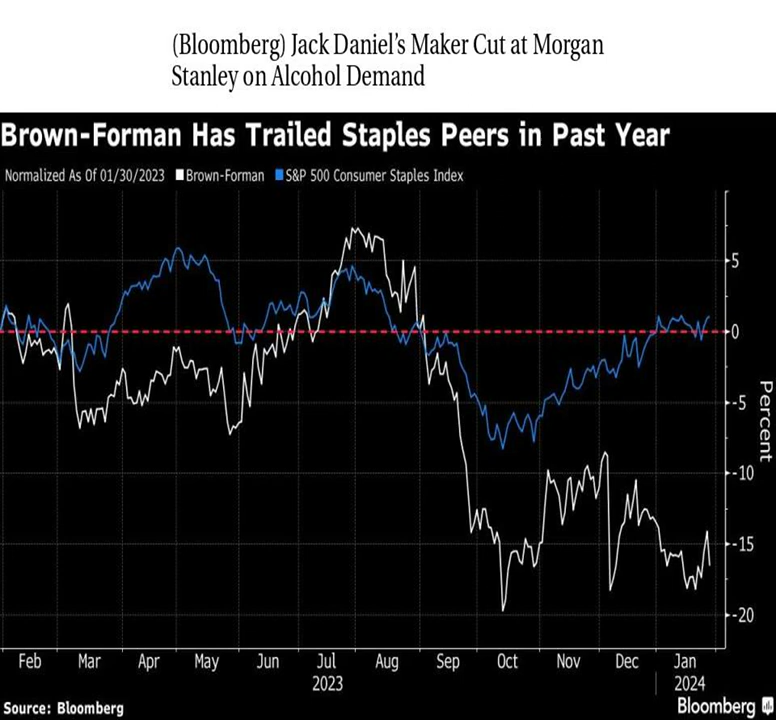 (Bloomberg) Jack Daniel's Maker Cut at Morgan
Stanley on Alcohol Demand
Brown-Forman Has Trailed Staples Peers in Past Year
Normalized As Of 01/30/2023 Brown-Forman S&P 500 Consumer Staples Index
5
0
-5
-10
-15
-20
Percent
Feb Mar Apr May Jun Jul Aug Sep Oct Nov Dec Jan
2023 2024
Source: Bloomberg
Bloomberg